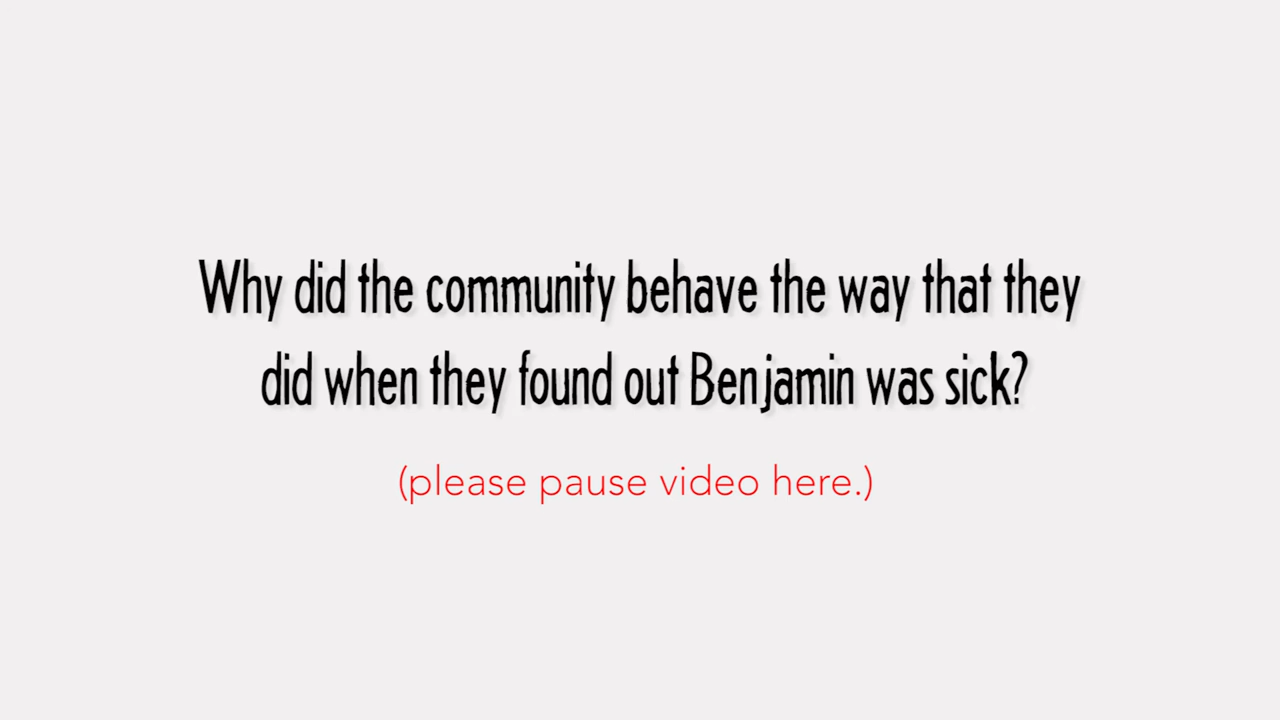 Why did the community behave the way that they
did when they found out Benjamin was sick?
(please pause video here.)